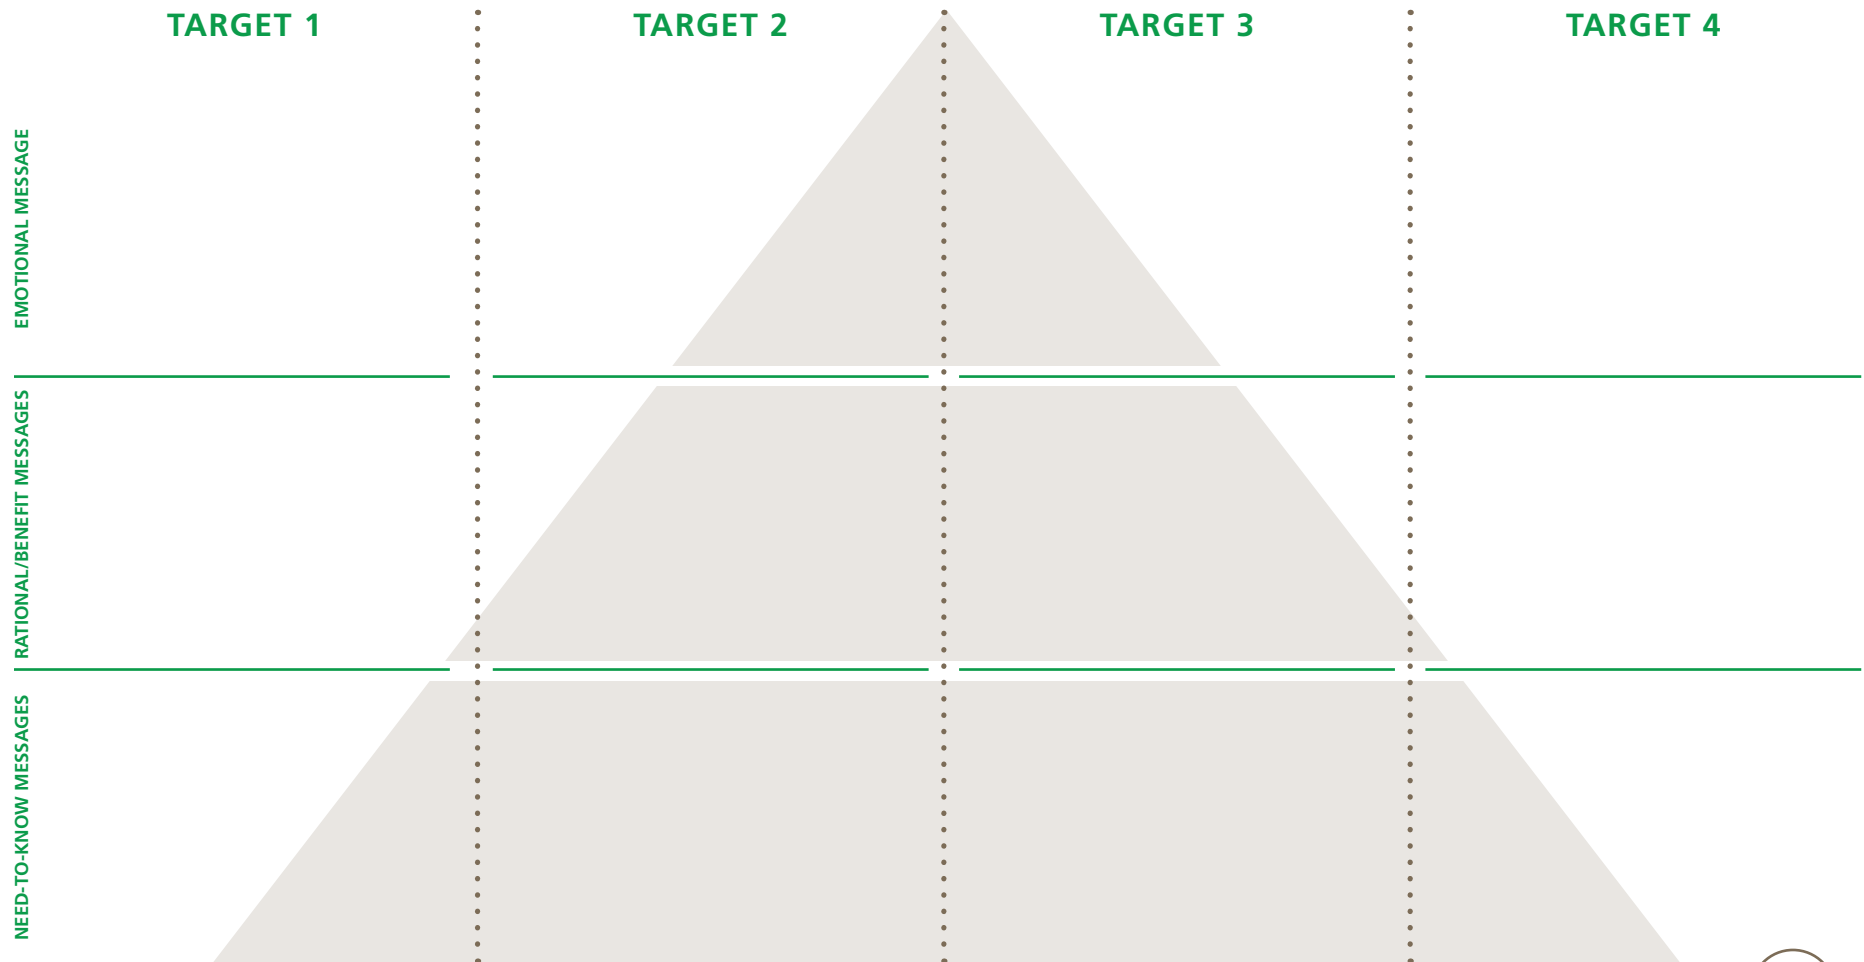 TARGET 1
TARGET 2
TARGET 3
TARGET 4
EMOTIONAL MESSAGE
RATIONAL/BENEFIT MESSAGES
NEED-TO-KNOW MESSAGES